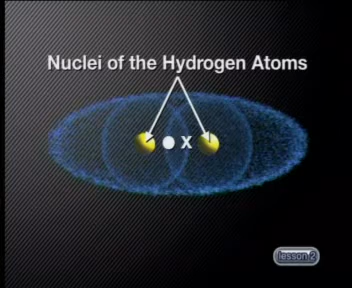 Nuclei of the Hydrogen Atoms
x
lesson 2